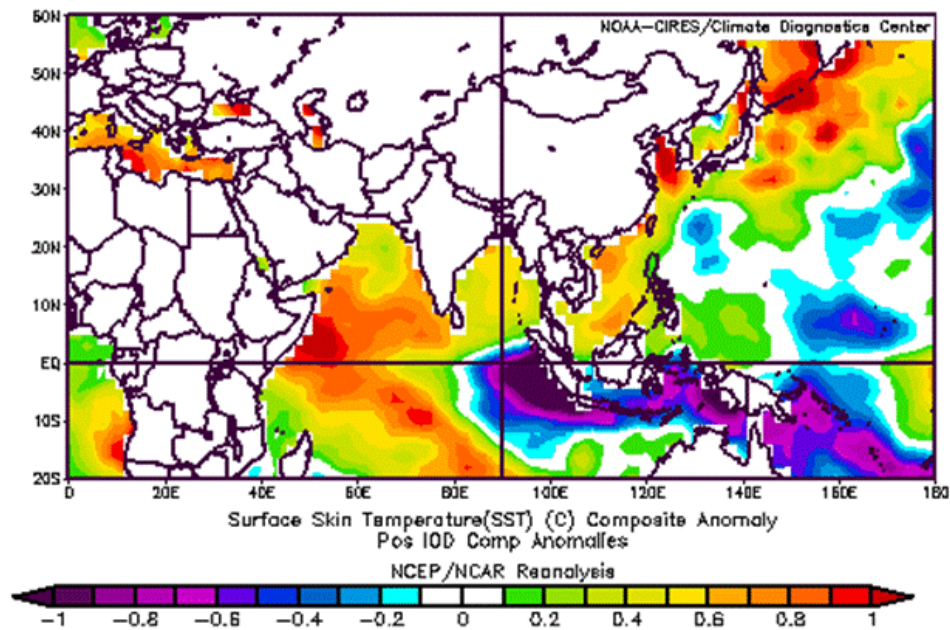 60N
NOAA-CIRES/Climate Diagnostics Center
50N
40N
30N
20N
10N
EQ
10S
20S
0 20E 40E 60E 80E 100E 120E 140E 160E 180
Surface Skin Temperature(SST) (C) Composite Anomaly
Pos IOD Comp Anomalies
NCEP/NCAR Reanalysis
-1 -0.8 -0.6 -0.4 -0.2 0 0.2 0.4 0.6 0.8 1